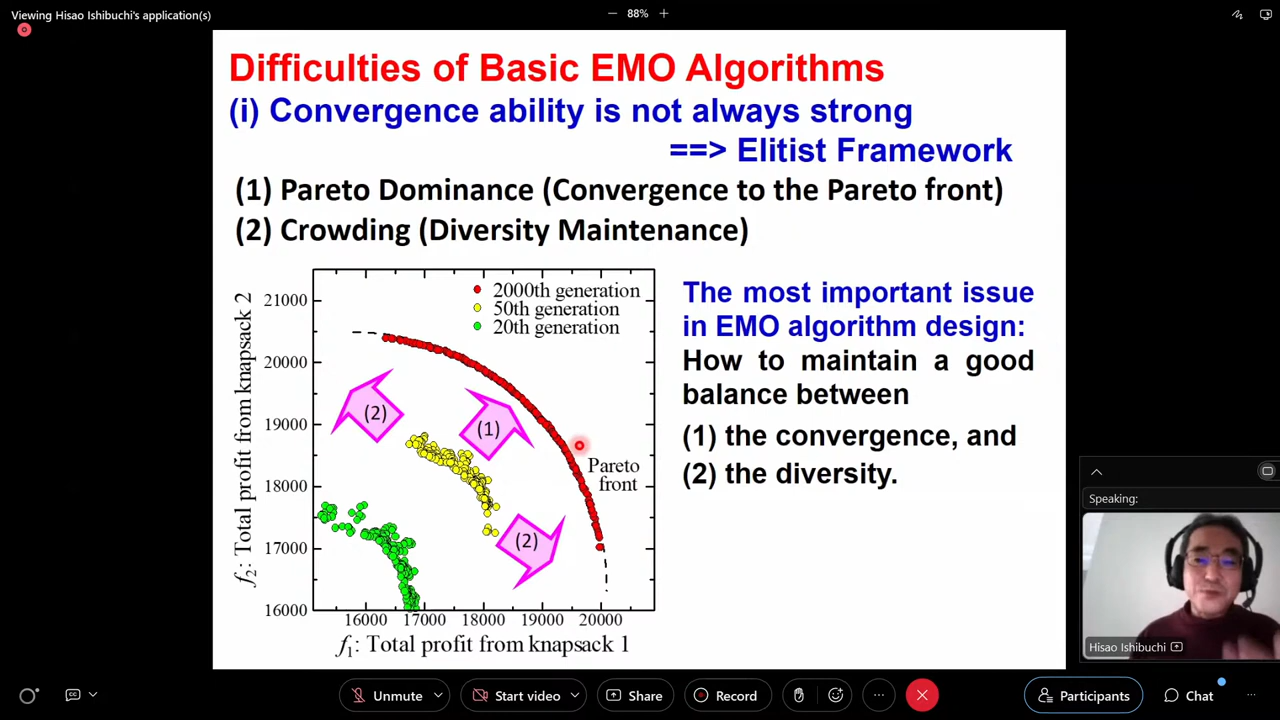 Viewing Hisao Ishibuchi's application(s)
88%
Difficulties of Basic EMO Algorithms
(i) Convergence ability is not always strong
==> Elitist Framework
(1) Pareto Dominance (Convergence to the Pareto front)
(2) Crowding (Diversity Maintenance)
f2: Total profit from knapsack 2
21000
20000
19000
18000
17000
16000
2000th generation
50th generation
20th generation
(2)
(1)
(2)
Pareto
front
16000 17000 18000 19000 20000
f1: Total profit from knapsack 1
The most important issue
in EMO algorithm design:
How to maintain a good
balance between
(1) the convergence, and
(2) the diversity.
Speaking:
Hisao Ishibuchi
CC
Unmute
Start video
Share
Record
Participants
Chat